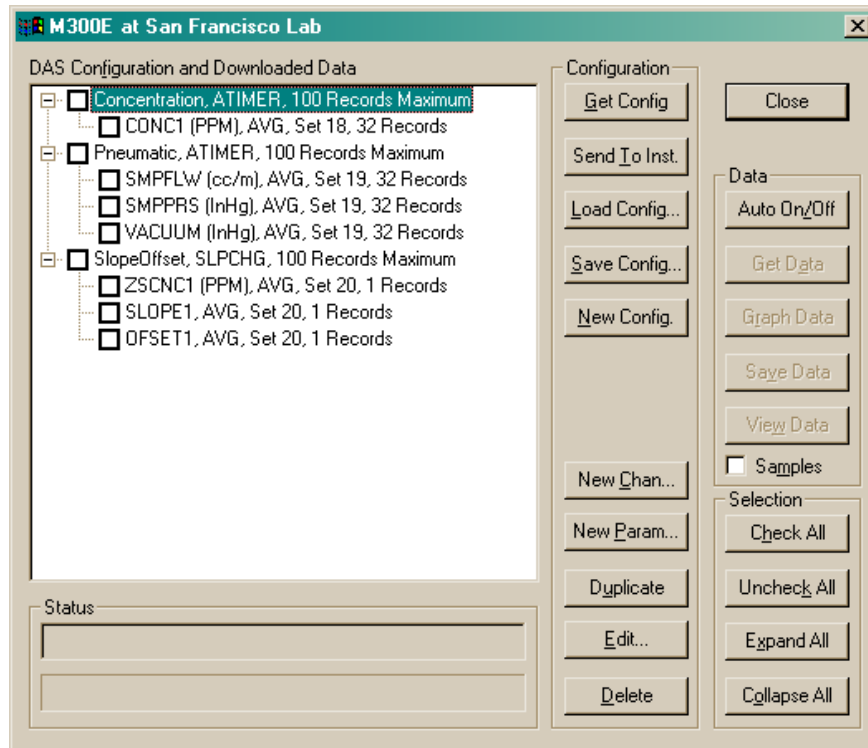 M300E at San Francisco Lab
DAS Configuration and Downloaded Data
Concentration, ATIMER, 100 Records Maximum
CONC1 (PPM), AVG, Set 18, 32 Records
Pneumatic, ATIMER, 100 Records Maximum
SMPFLW (cc/m), AVG, Set 19, 32 Records
SMPPRS (InHg), AVG, Set 19, 32 Records
VACUUM (InHg), AVG, Set 19, 32 Records
SlopeOffset, SLPCHG, 100 Records Maximum
ZSCNC1 (PPM), AVG, Set 20, 1 Records
SLOPE1, AVG, Set 20, 1 Records
OFSET1, AVG, Set 20, 1 Records
Status
Configuration
Get Config
Send To Inst.
Load Config...
Save Config...
New Config.
New Chan...
New Param...
Duplicate
Edit...
Delete
Close
Data
Auto On/Off
Get Data
Graph Data
Save Data
View Data
Samples
Selection
Check All
Uncheck All
Expand All
Collapse All